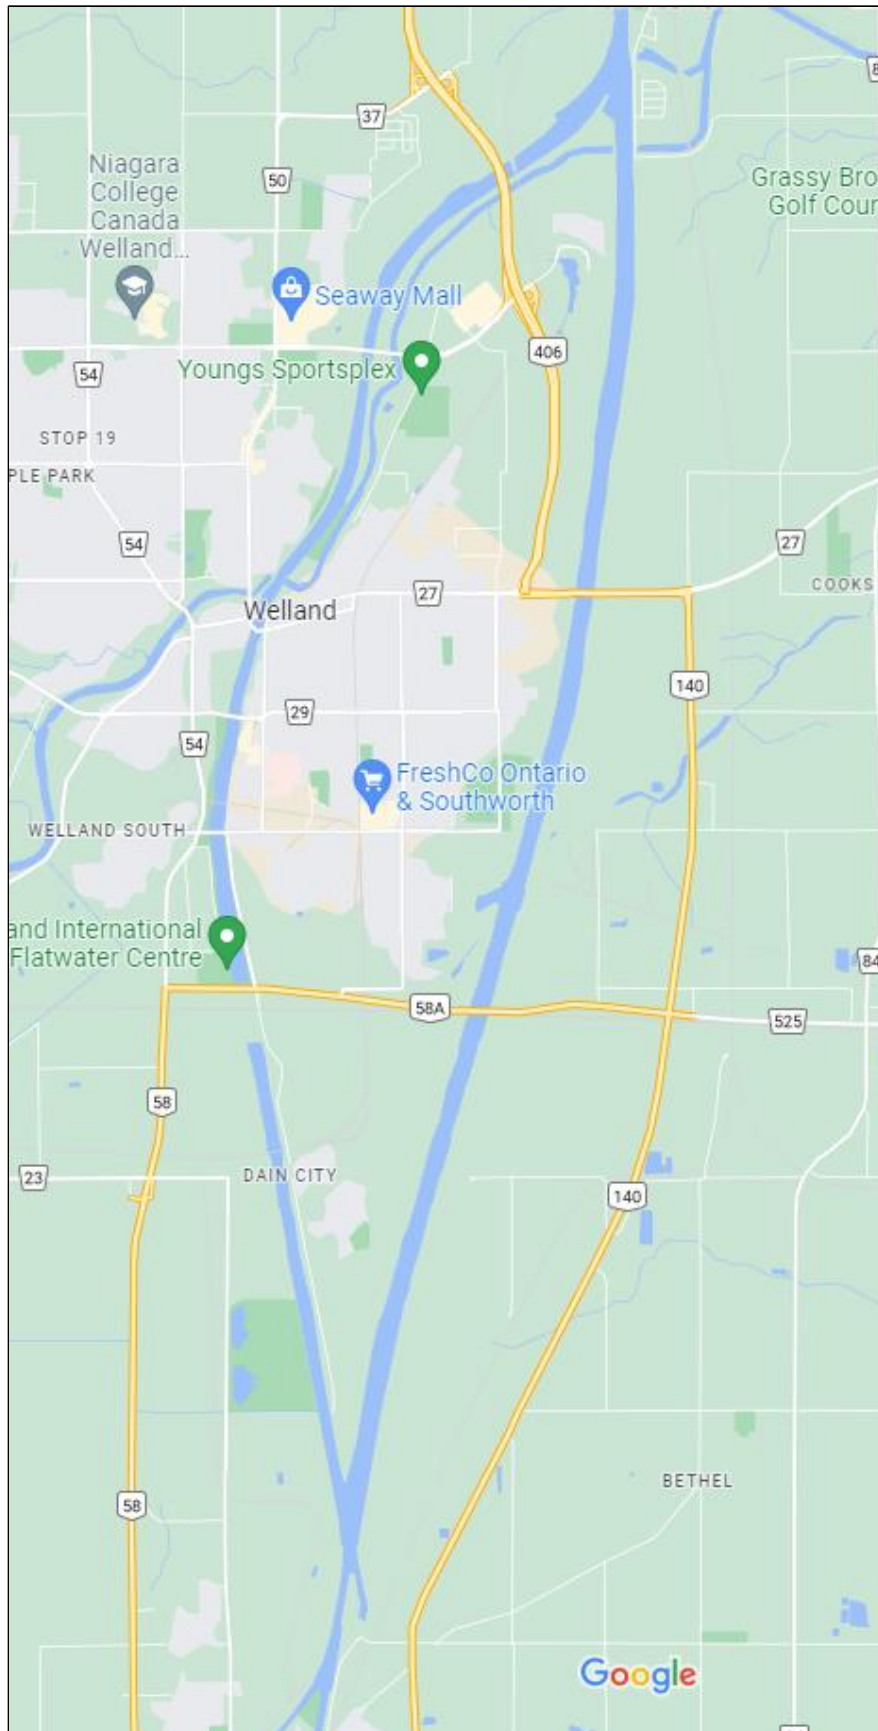 8
37
Niagara
College
Canada
Welland...
50
Grassy Bro
Golf Cour
Seaway Mall
406
Youngs Sportsplex
54
STOP 19
PLE PARK
54
27
COOKS
27
Welland
140
29
54
FreshCo Ontario
& Southworth
WELLAND SOUTH
and International
Flatwater Centre
84
58A
525
58
23
DAIN CITY
140
BETHEL
58
Google